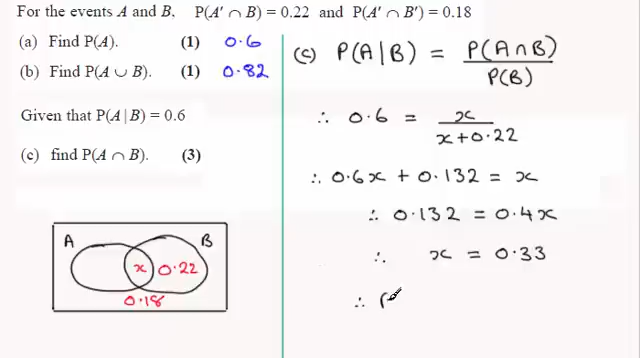 For the events A and B, P(A′ ∩ B) = 0.22 and P(A′ ∩ B′) = 0.18
(a) Find P(A). (1) 0.6
(b) Find P(A ∪ B). (1) 0.82
Given that P(A | B) = 0.6
(c) find P(A ∩ B). (3)
A B
x 0.22
0.18
(c) P(A|B) = P(A∩B) / P(B)
∴ 0.6 = x / x+0.22
∴ 0.6x + 0.132 = x
∴ 0.132 = 0.4x
∴ x = 0.33
∴ P